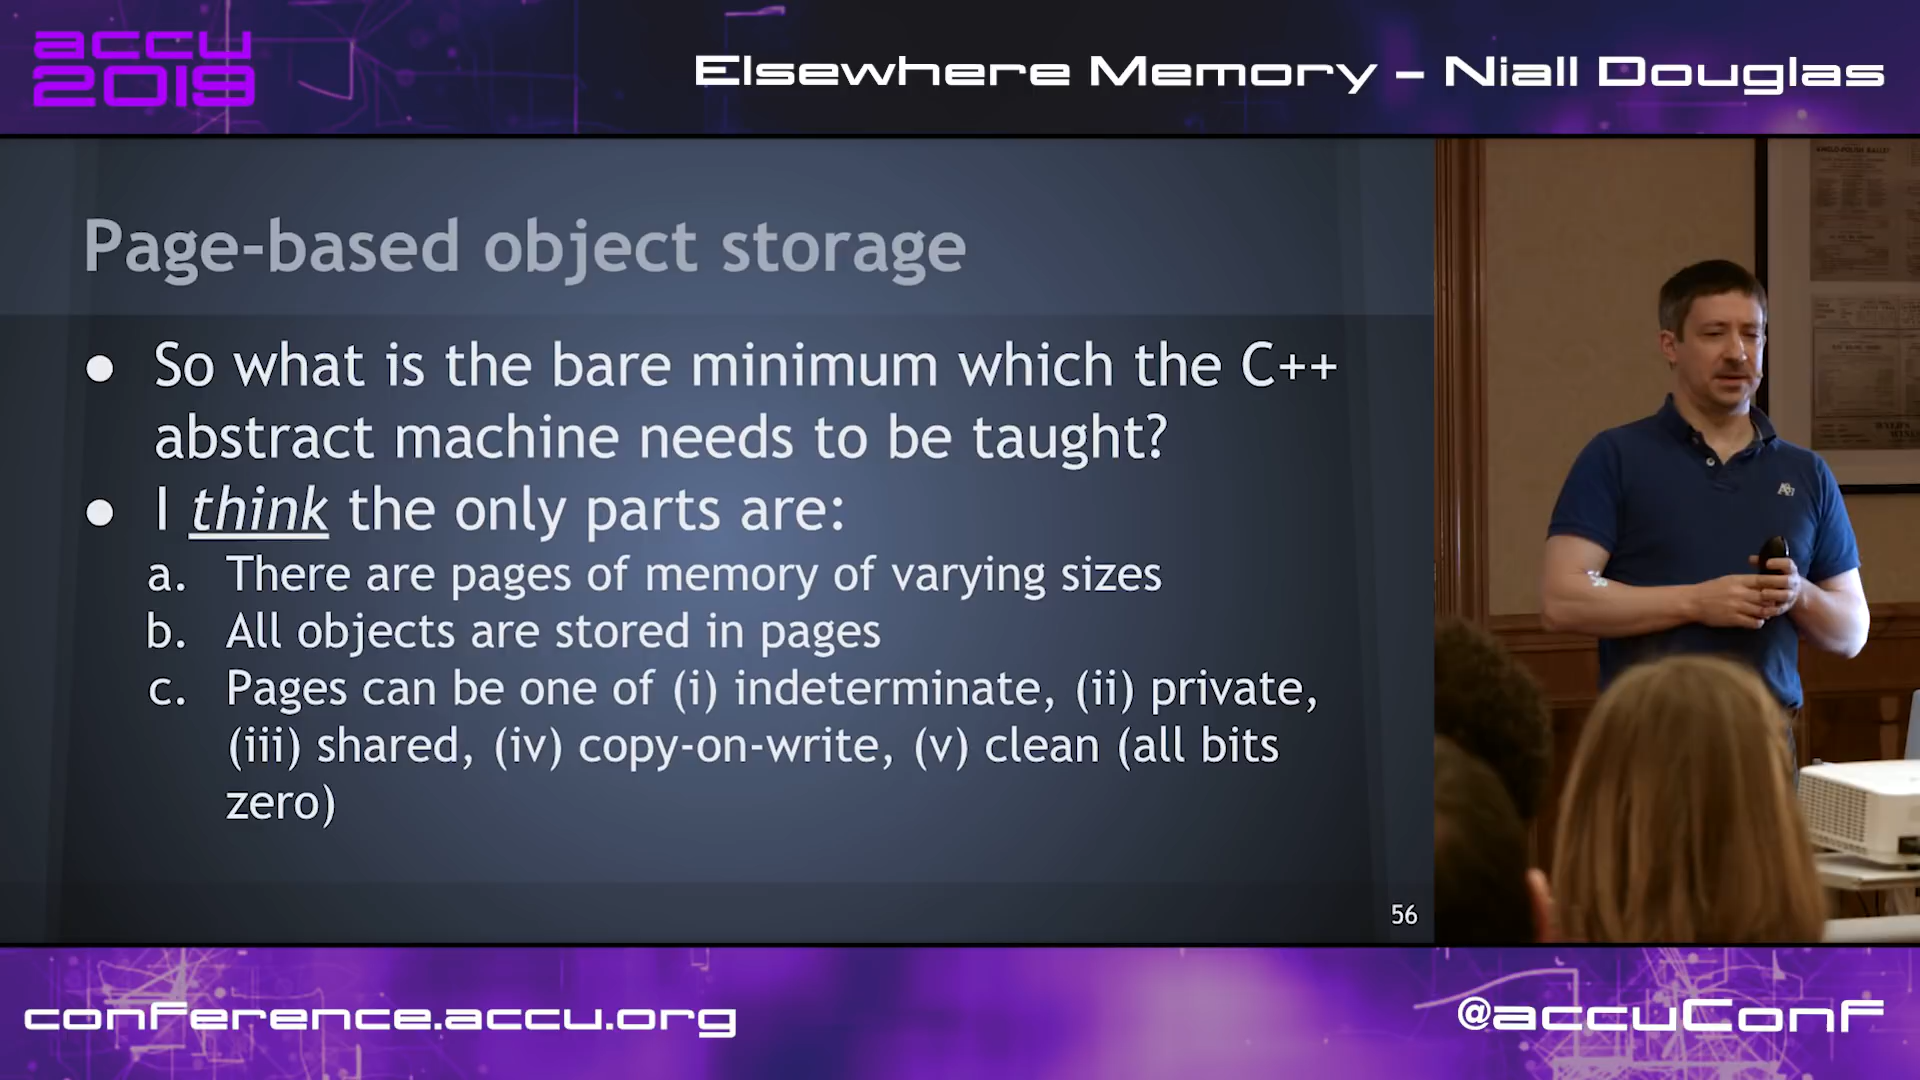 accu
2019
Elsewhere Memory – Niall Douglas
Page-based object storage
● So what is the bare minimum which the C++
abstract machine needs to be taught?
● I think the only parts are:
a. There are pages of memory of varying sizes
b. All objects are stored in pages
c. Pages can be one of (i) indeterminate, (ii) private,
(iii) shared, (iv) copy-on-write, (v) clean (all bits
zero)
56
ANGLO-POLISH BALLET
conference.accu.org
@accuConf